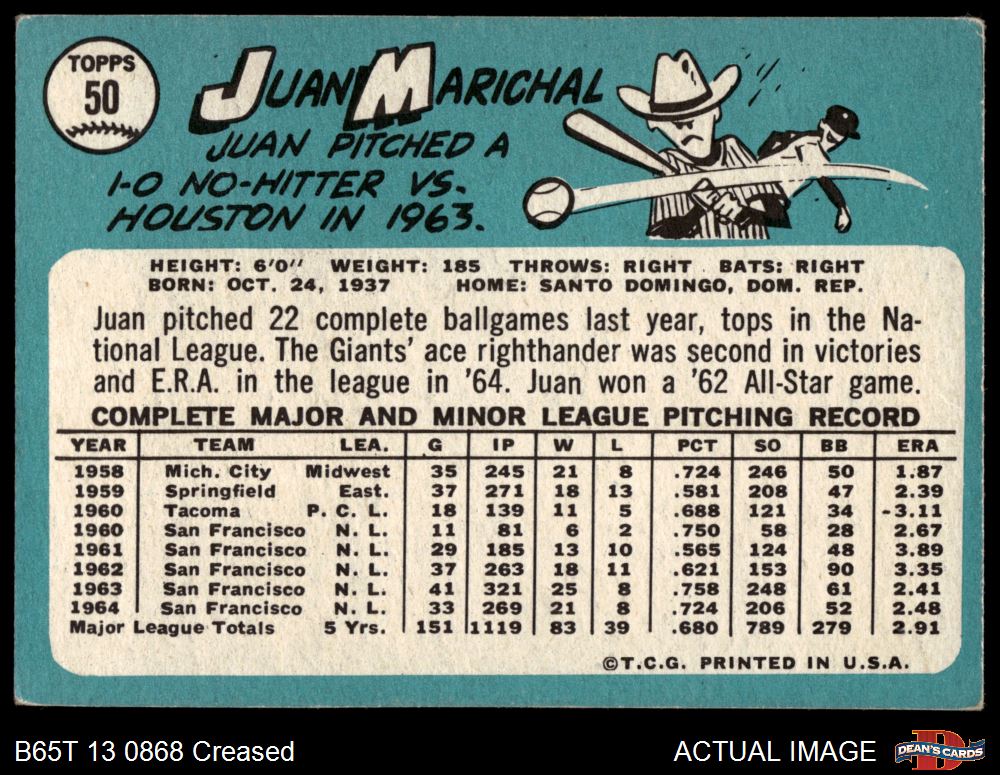 TOPPS
50
JUAN MARICHAL
JUAN PITCHED A
1-0 NO-HITTER VS.
HOUSTON IN 1963.
HEIGHT: 6'0" WEIGHT: 185 THROWS: RIGHT BATS: RIGHT
BORN: OCT. 24, 1937 HOME: SANTO DOMINGO, DOM. REP.
Juan pitched 22 complete ballgames last year, tops in the Na-
tional League. The Giants' ace righthander was second in victories
and E.R.A. in the league in '64. Juan won a '62 All-Star game.
COMPLETE MAJOR AND MINOR LEAGUE PITCHING RECORD
YEAR TEAM LEA. G IP W L PCT SO BB ERA
1958 Mich. City Midwest 35 245 21 8 .724 246 50 1.87
1959 Springfield East. 37 271 18 13 .581 208 47 2.39
1960 Tacoma P. C. L. 18 139 11 5 .688 121 34 -3.11
1960 San Francisco N. L. 11 81 6 2 .750 58 28 2.67
1961 San Francisco N. L. 29 185 13 10 .565 124 48 3.89
1962 San Francisco N. L. 37 263 18 11 .621 153 90 3.35
1963 San Francisco N. L. 41 321 25 8 .758 248 61 2.41
1964 San Francisco N. L. 33 269 21 8 .724 206 52 2.48
Major League Totals 5 Yrs. 151 1119 83 39 .680 789 279 2.91
©T.C.G. PRINTED IN U.S.A.
B65T 13 0868 Creased
ACTUAL IMAGE
D
DEAN'S CARDS